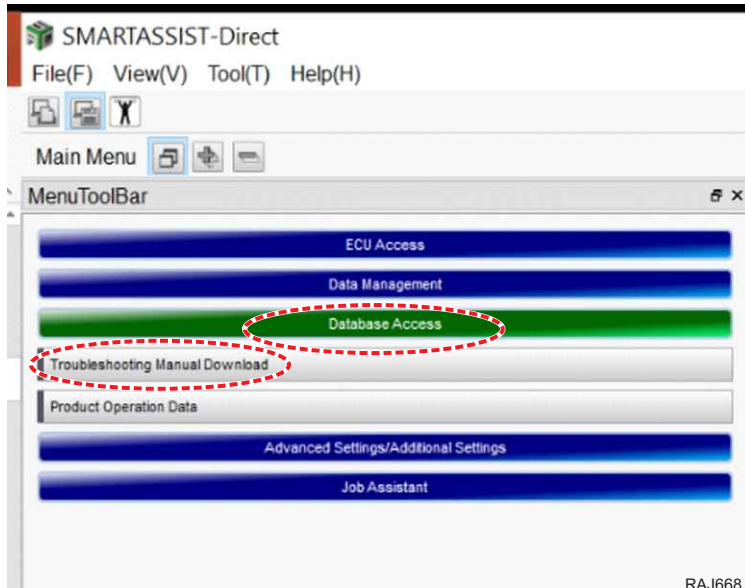 SMARTASSIST-Direct
File(F) View(V) Tool(T) Help(H)
Main Menu
MenuToolBar
ECU Access
Data Management
Database Access
Troubleshooting Manual Download
Product Operation Data
Advanced Settings/Additional Settings
Job Assistant
RAJ668